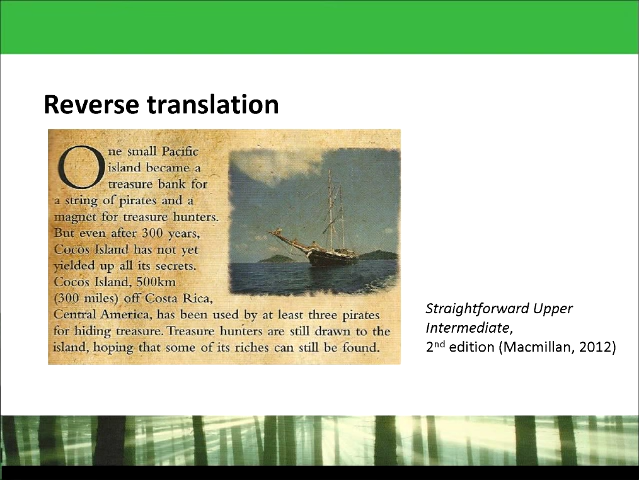 Reverse translation
One small Pacific
island became a
treasure bank for
a string of pirates and a
magnet for treasure hunters.
But even after 300 years,
Cocos Island has not yet
yielded up all its secrets.
Cocos Island, 500km
(300 miles) off Costa Rica,
Central America, has been used by at least three pirates
for hiding treasure. Treasure hunters are still drawn to the
island, hoping that some of its riches can still be found.
Straightforward Upper
Intermediate,
2nd edition (Macmillan, 2012)